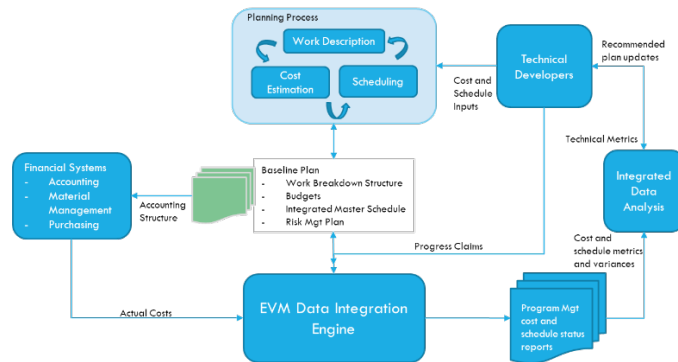 Planning Process
Work Description
Cost
Estimation
Scheduling
Technical
Developers
Recommended
plan updates
Cost and
Schedule
Inputs
Technical Metrics
Financial Systems
- Accounting
- Material
Management
- Purchasing
Accounting
Structure
Baseline Plan
- Work Breakdown Structure
- Budgets
- Integrated Master Schedule
- Risk Mgt Plan
Integrated
Data
Analysis
Progress Claims
Cost and
schedule metrics
and variances
Actual Costs
EVM Data Integration
Engine
Program Mgt
cost and
schedule status
reports